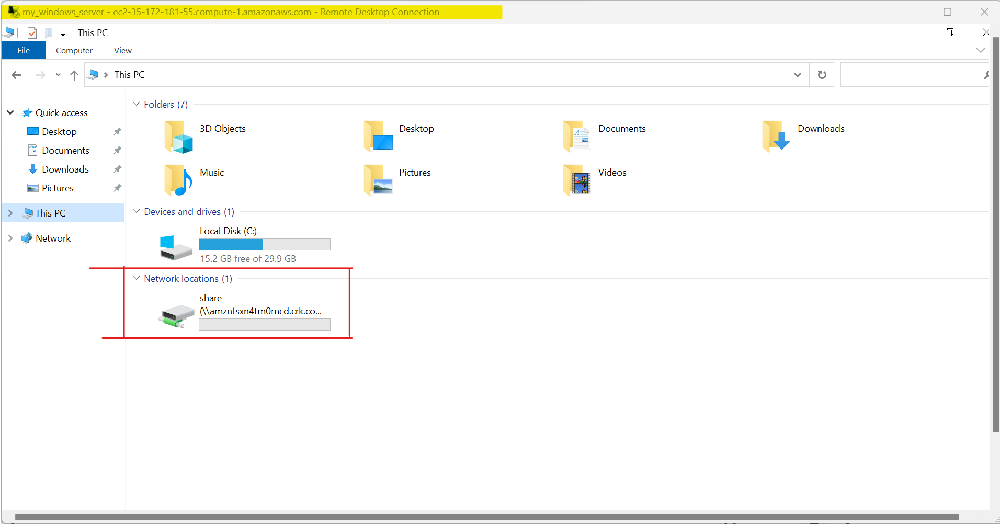 my_windows_server - ec2-35-172-181-55.compute-1.amazonaws.com - Remote Desktop Connection
This PC
File Computer View
This PC
Quick access
Desktop
Documents
Downloads
Pictures
This PC
Network
Folders (7)
3D Objects Desktop Documents Downloads
Music Pictures Videos
Devices and drives (1)
Local Disk (C:)
15.2 GB free of 29.9 GB
Network locations (1)
share
(\\amznfsxn4tm0mcd.crk.co...